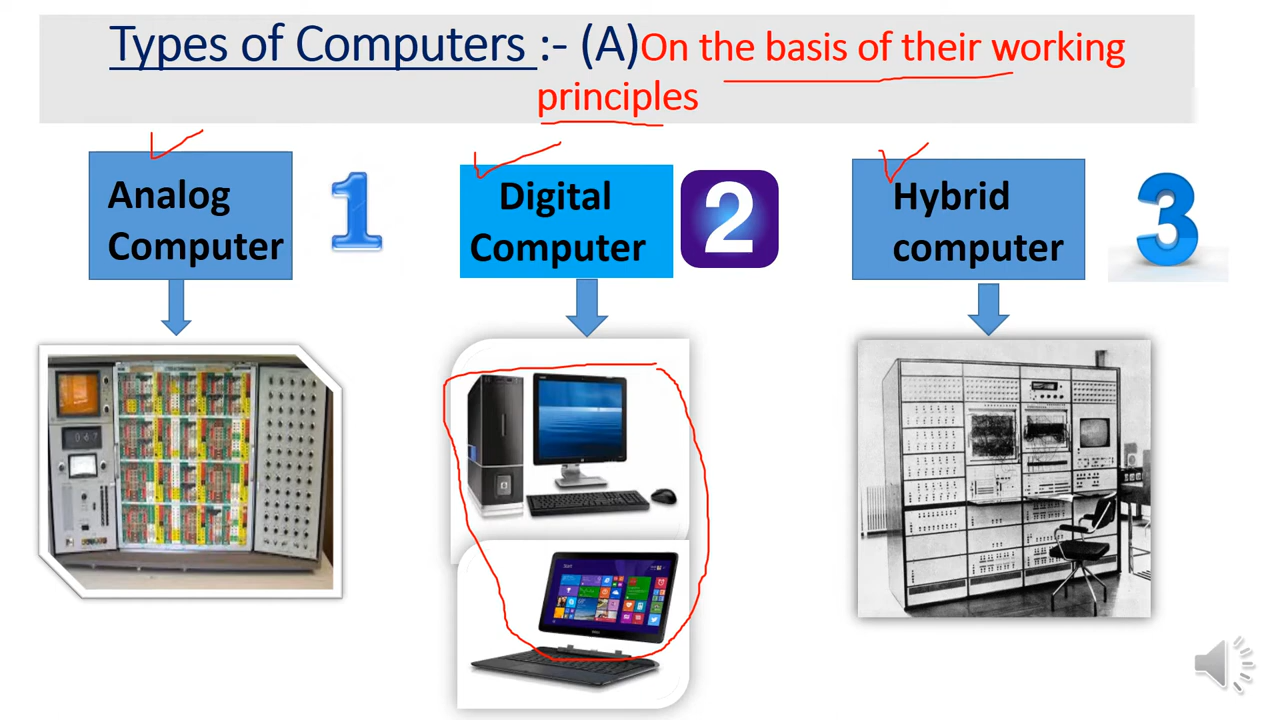 Types of Computers :- (A)On the basis of their working
principles
Analog
Computer
1
Digital
Computer
2
Hybrid
computer
3
Start